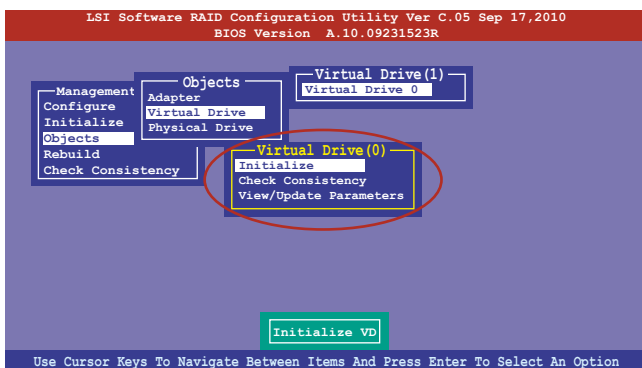 LSI Software RAID Configuration Utility Ver C.05 Sep 17,2010
BIOS Version A.10.09231523R
Management
Configure
Initialize
Objects
Rebuild
Check Consistency
Objects
Adapter
Virtual Drive
Physical Drive
Virtual Drive(1)
Virtual Drive 0
Virtual Drive(0)
Initialize
Check Consistency
View/Update Parameters
Initialize VD
Use Cursor Keys To Navigate Between Items And Press Enter To Select An Option